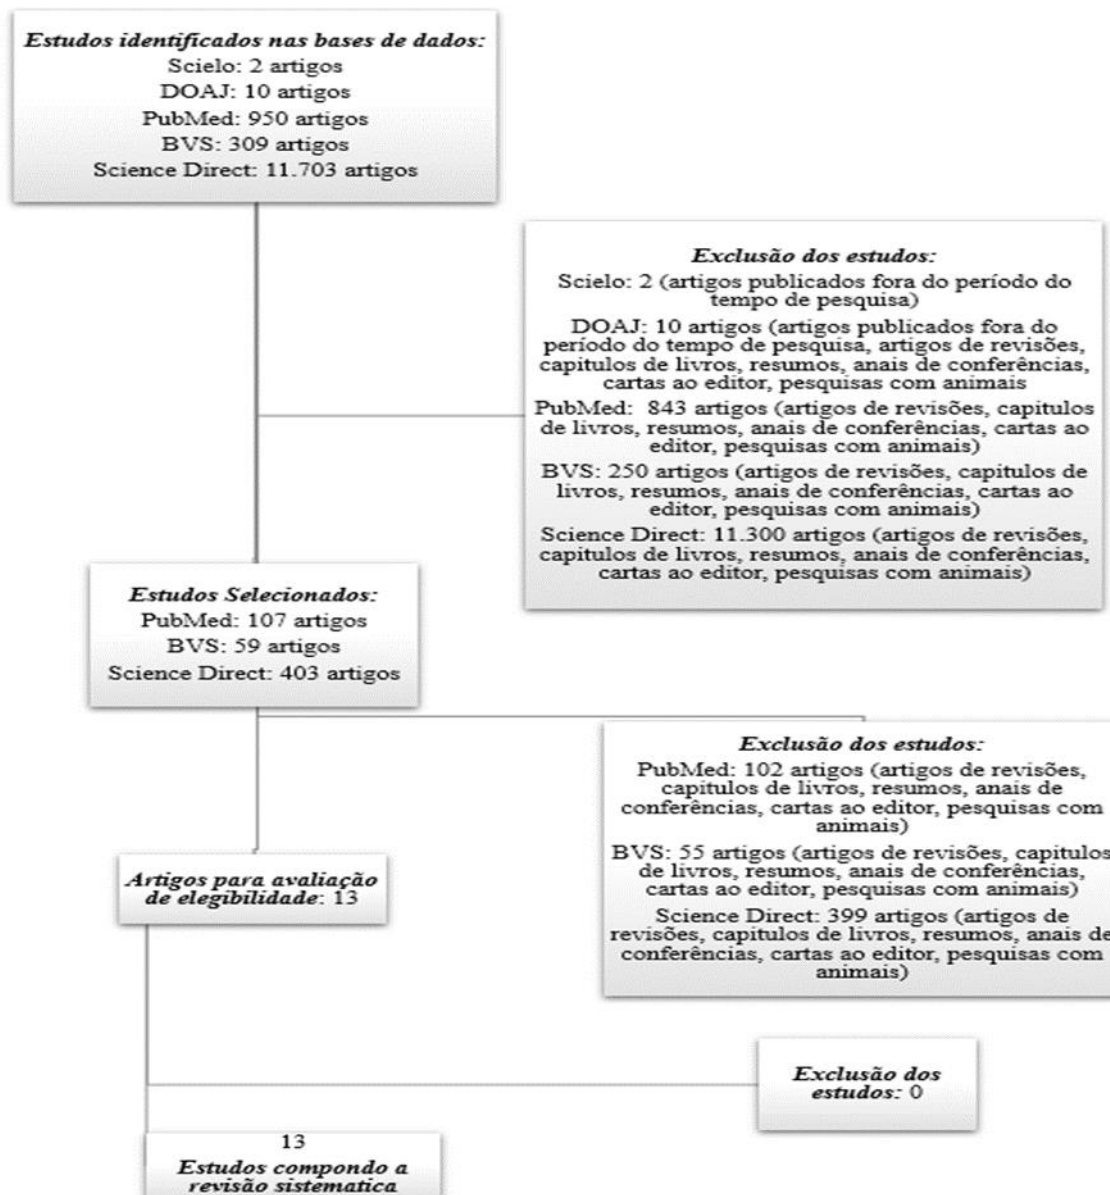 Estudos identificados nas bases de dados:
Scielo: 2 artigos
DOAJ: 10 artigos
PubMed: 950 artigos
BVS: 309 artigos
Science Direct: 11.703 artigos
Exclusão dos estudos:
Scielo: 2 (artigos publicados fora do período do
tempo de pesquisa)
DOAJ: 10 artigos (artigos publicados fora do
período do tempo de pesquisa, artigos de revisões,
capitulos de livros, resumos, anais de conferências,
cartas ao editor, pesquisas com animais
PubMed: 843 artigos (artigos de revisões, capitulos
de livros, resumos, anais de conferências, cartas ao
editor, pesquisas com animais)
BVS: 250 artigos (artigos de revisões, capitulos de
livros, resumos, anais de conferências, cartas ao
editor, pesquisas com animais)
Science Direct: 11.300 artigos (artigos de revisões,
capitulos de livros, resumos, anais de conferências,
cartas ao editor, pesquisas com animais)
Estudos Selecionados:
PubMed: 107 artigos
BVS: 59 artigos
Science Direct: 403 artigos
Exclusão dos estudos:
PubMed: 102 artigos (artigos de revisões,
capitulos de livros, resumos, anais de
conferências, cartas ao editor, pesquisas com
animais)
BVS: 55 artigos (artigos de revisões, capitulos
de livros, resumos, anais de conferências,
cartas ao editor, pesquisas com animais)
Science Direct: 399 artigos (artigos de
revisões, capitulos de livros, resumos, anais de
conferências, cartas ao editor, pesquisas com
animais)
Artigos para avaliação
de elegibilidade: 13
Exclusão dos
estudos: 0
13
Estudos compondo a
revisão sistematica